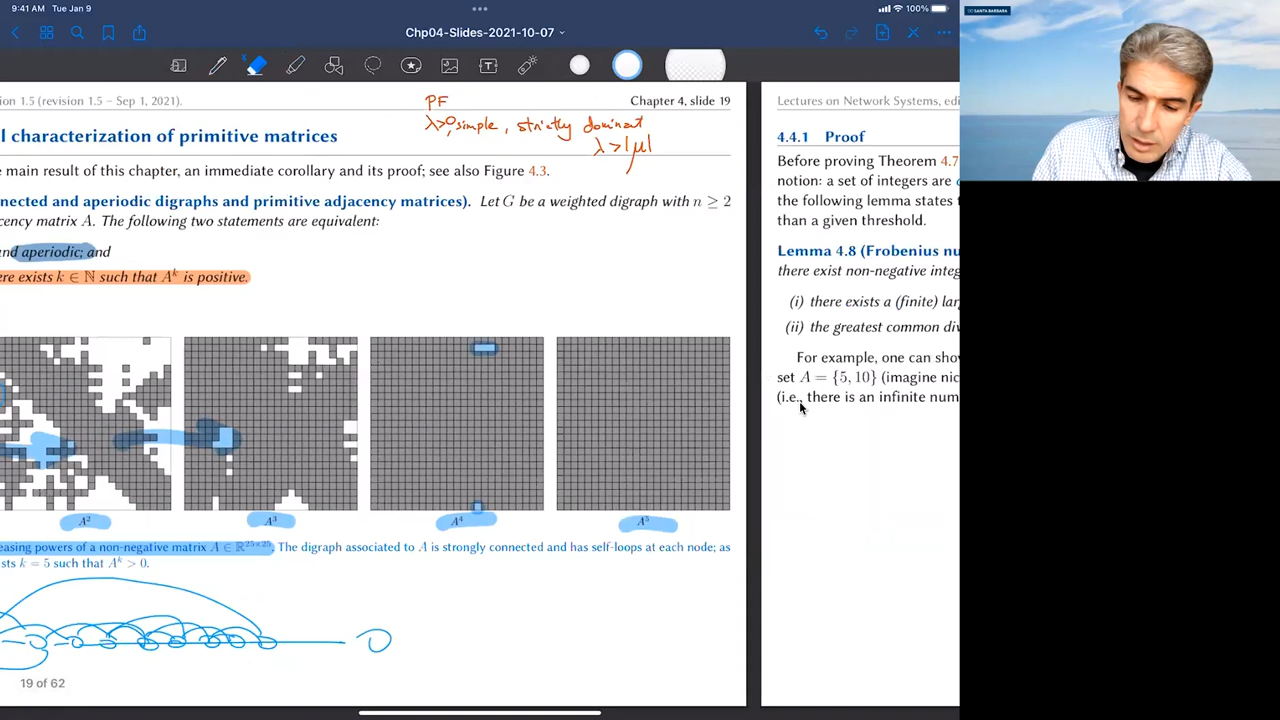 9:41 AM Tue Jan 9
100%
Chp04-Slides-2021-10-07
SANTA BARBARA
ion 1.5 (revision 1.5 – Sep 1, 2021).
PF
Chapter 4, slide 19
λ>0, simple, strictly dominant
λ > |μ|
l characterization of primitive matrices
e main result of this chapter, an immediate corollary and its proof; see also Figure 4.3.
nected and aperiodic digraphs and primitive adjacency matrices). Let G be a weighted digraph with n ≥ 2
cency matrix A. The following two statements are equivalent:
nd aperiodic; and
ere exists k ∈ ℕ such that A^k is positive.
A² A³ A⁴ A⁵
easing powers of a non-negative matrix A ∈ ℝ^{25×25}. The digraph associated to A is strongly connected and has self-loops at each node; as
sts k = 5 such that A^k > 0.
19 of 62
Lectures on Network Systems, edi
4.4.1 Proof
Before proving Theorem 4.7
notion: a set of integers are
the following lemma states t
than a given threshold.
Lemma 4.8 (Frobenius nu
there exist non-negative integ
(i) there exists a (finite) lar
(ii) the greatest common div
For example, one can show
set A = {5, 10} (imagine nic
(i.e., there is an infinite num